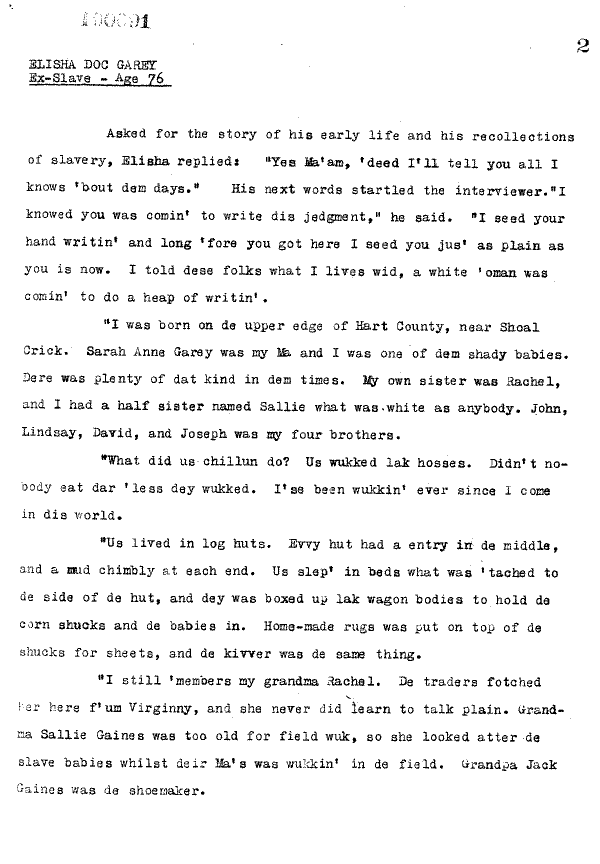 100091
2
ELISHA DOC GAREY
Ex-Slave - Age 76
Asked for the story of his early life and his recollections
of slavery, Elisha replied: "Yes Ma'am, 'deed I'll tell you all I
knows 'bout dem days." His next words startled the interviewer."I
knowed you was comin' to write dis jedgment," he said. "I seed your
hand writin' and long 'fore you got here I seed you jus' as plain as
you is now. I told dese folks what I lives wid, a white 'oman was
comin' to do a heap of writin'.
"I was born on de upper edge of Hart County, near Shoal
Crick. Sarah Anne Garey was my Ma and I was one of dem shady babies.
Dere was plenty of dat kind in dem times. My own sister was Rachel,
and I had a half sister named Sallie what was white as anybody. John,
Lindsay, David, and Joseph was my four brothers.
"What did us chillun do? Us wukked lak hosses. Didn't no-
body eat dar 'less dey wukked. I'se been wukkin' ever since I come
in dis world.
"Us lived in log huts. Evvy hut had a entry in de middle,
and a mud chimbly at each end. Us slep' in beds what was 'tached to
de side of de hut, and dey was boxed up lak wagon bodies to hold de
corn shucks and de babies in. Home-made rugs was put on top of de
shucks for sheets, and de kivver was de same thing.
"I still 'members my grandma Rachel. De traders fotched
her here f'um Virginny, and she never did learn to talk plain. Grand-
ma Sallie Gaines was too old for field wuk, so she looked atter de
slave babies whilst deir Ma's was wukkin' in de field. Grandpa Jack
Gaines was de shoemaker.